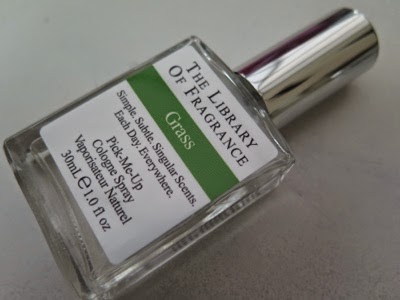 THE LIBRARY
OF FRAGRANCE
Grass
Simple. Subtle. Singular Scents.
Each Day. Everywhere.
Pick-Me-Up
Cologne Spray
Vaporisateur Naturel
30mL℮1.0 fl oz